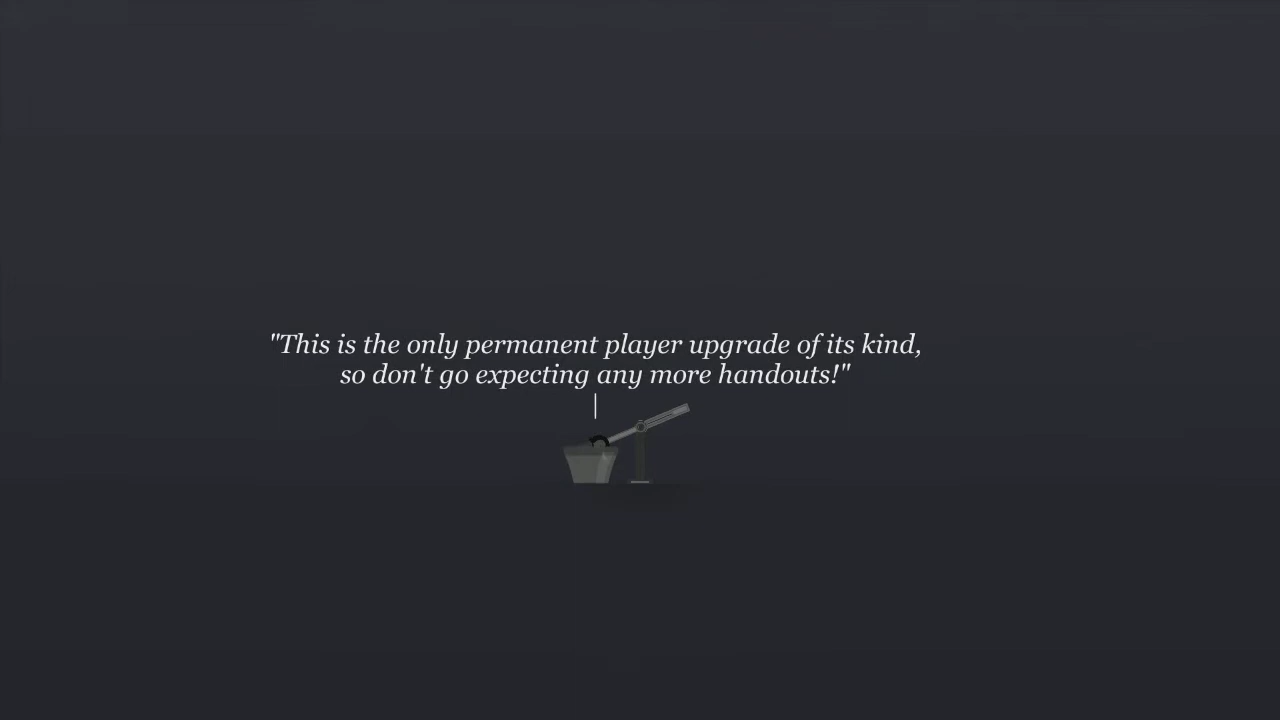 "This is the only permanent player upgrade of its kind,
so don't go expecting any more handouts!"